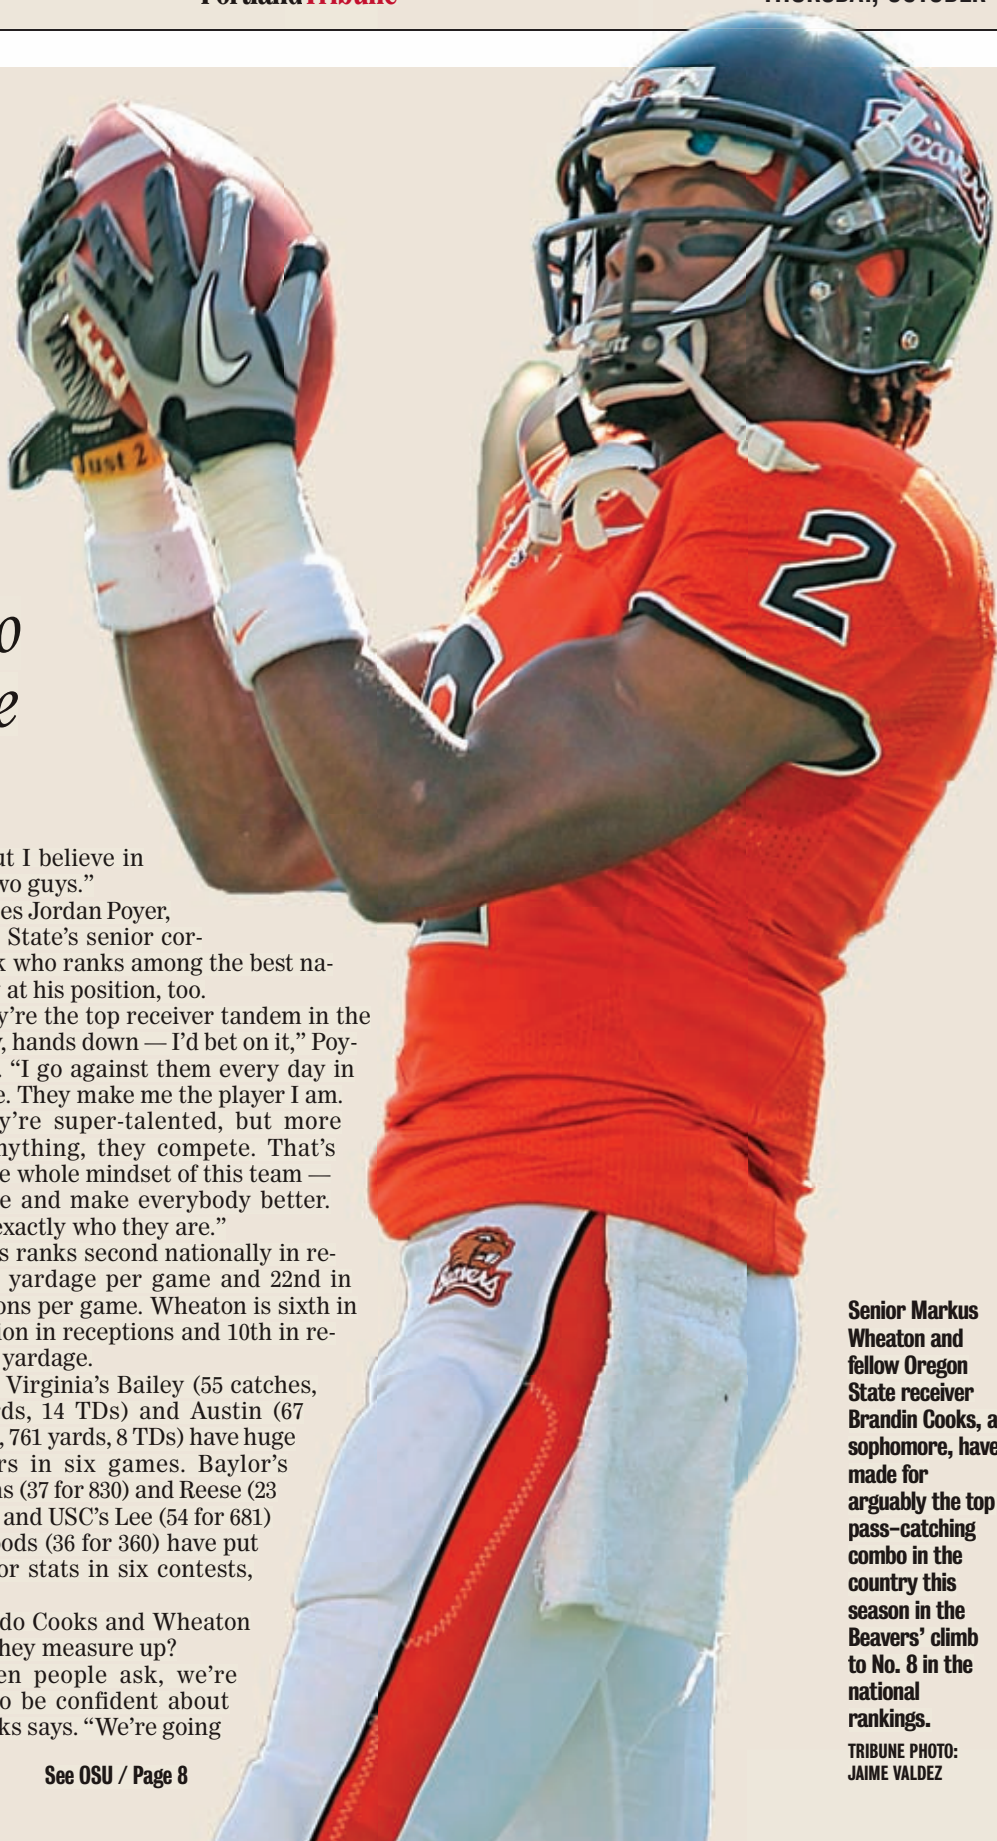 Portland Tribune
THURSDAY, OCTOBER
Beavers
Just 2
2
o
e
ut I believe in
wo guys.”
es Jordan Poyer,
State’s senior cor-
k who ranks among the best na-
at his position, too.
y’re the top receiver tandem in the
, hands down — I’d bet on it,” Poy-
. “I go against them every day in
e. They make me the player I am.
y’re super-talented, but more
nything, they compete. That’s
e whole mindset of this team —
e and make everybody better.
exactly who they are.”
s ranks second nationally in re-
yardage per game and 22nd in
ons per game. Wheaton is sixth in
ion in receptions and 10th in re-
yardage.
Virginia’s Bailey (55 catches,
rds, 14 TDs) and Austin (67
, 761 yards, 8 TDs) have huge
rs in six games. Baylor’s
ns (37 for 830) and Reese (23
and USC’s Lee (54 for 681)
oods (36 for 360) have put
or stats in six contests,
do Cooks and Wheaton
hey measure up?
en people ask, we’re
o be confident about
ks says. “We’re going
See OSU / Page 8
Beavers
Senior Markus
Wheaton and
fellow Oregon
State receiver
Brandin Cooks, a
sophomore, have
made for
arguably the top
pass-catching
combo in the
country this
season in the
Beavers’ climb
to No. 8 in the
national
rankings.
TRIBUNE PHOTO:
JAIME VALDEZ